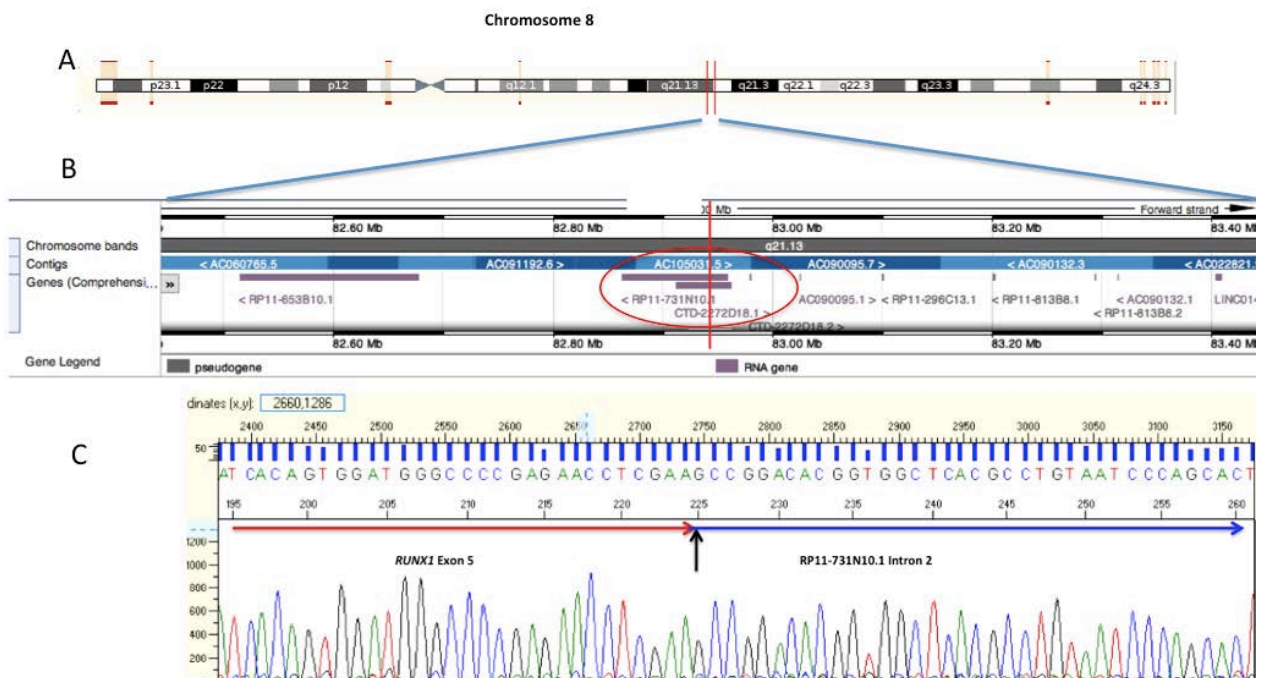 Chromosome 8
A
p23.1 p22 p12 q12.1 q21.13 q21.3 q22.1 q22.3 q23.3 q24.3
B
Mb Forward strand
82.60 Mb 82.80 Mb 83.00 Mb 83.20 Mb 83.40 M
Chromosome bands q21.13
Contigs < AC060765.5 AC091192.6 > AC105031.5 > AC090095.7 > < AC090132.3 < AC022821.
Genes (Comprehensi... »
< RP11-653B10.1 < RP11-731N10.1 AC090095.1 > < RP11-296C13.1 < RP11-813B8.1 < AC090132.1 LINC01
CTD-2272D18.1 > < RP11-813B8.2
CTD-2272D18.2 >
82.60 Mb 82.80 Mb 83.00 Mb 83.20 Mb 83.40 M
Gene Legend pseudogene RNA gene
dinates (x,y): 2660,1286
2400 2450 2500 2550 2600 2700 2750 2800 2850 2900 2950 3000 3050 3100 3150
C
50
ATCACAGTGGATGGGCCCCGAGAACCTCGAAGCCGGACACGGTGGCTCACGCCTGTAATCCCAGCACT
195 200 205 210 215 220 225 230 235 240 245 250 255 260
1200
RUNX1 Exon 5 RP11-731N10.1 Intron 2
1000
800
600
400
200